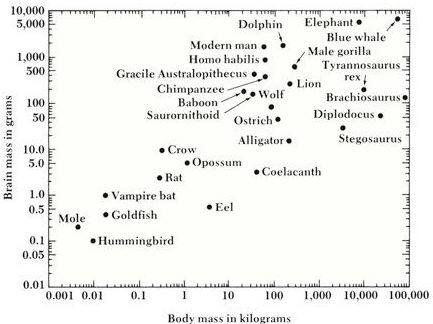 Dolphin
Elephant
Blue whale
Modern man
Male gorilla
Homo habilis
Tyrannosaurus
rex
Gracile Australopithecus
Chimpanzee
Lion
Baboon
Wolf
Brachiosaurus
Saurornithoid
Ostrich
Diplodocus
Alligator
Stegosaurus
Crow
Opossum
Coelacanth
Rat
Vampire bat
Eel
Goldfish
Mole
Hummingbird
Brain mass in grams
10,000
5,000
1,000
500
100
50
10.0
5.0
1.0
0.5
0.1
0.05
0.01
0.001 0.01 0.1 1 10 100 1,000 10,000 100,000
Body mass in kilograms